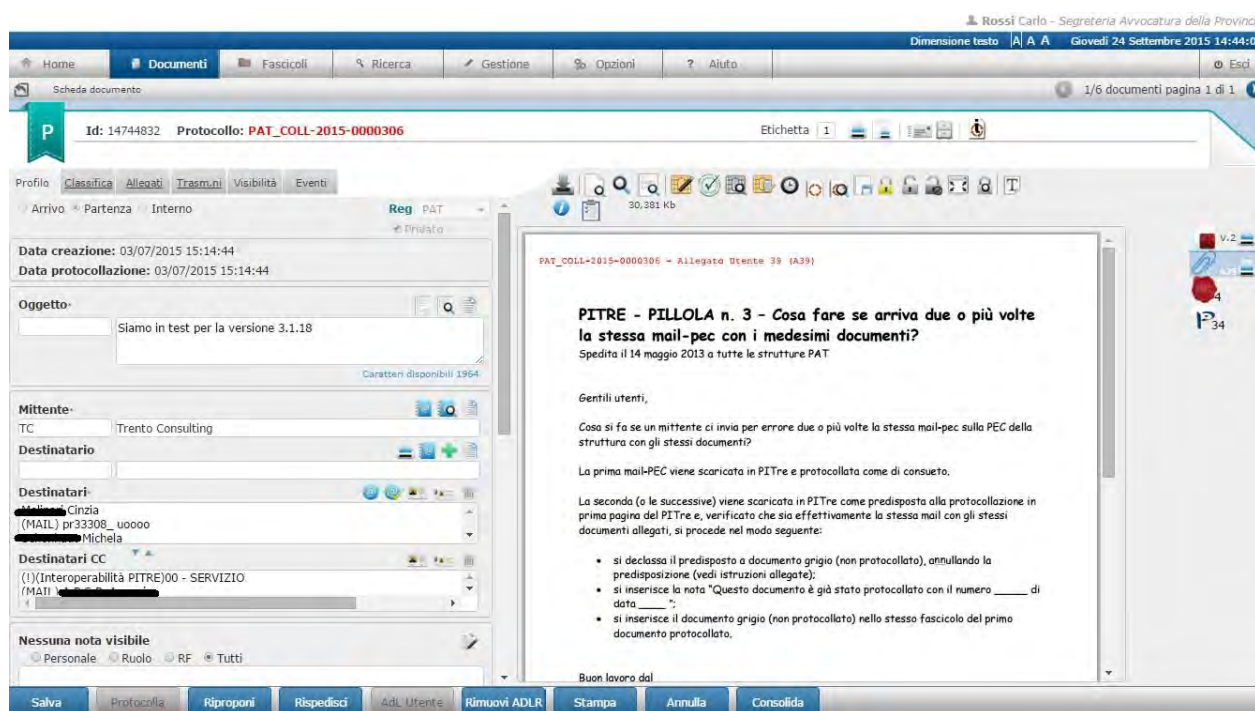 Rossi Carlo - Segreteria Avvocatura della Provinc
Dimensione testo A A A Giovedì 24 Settembre 2015 14:44:0
Home Documenti Fascicoli Ricerca Gestione Opzioni ? Aiuto Esci
Scheda documento 1/6 documenti pagina 1 di 1
P Id: 14744832 Protocollo: PAT_COLL-2015-0000306 Etichetta 1
Profilo Classifica Allegati Trasm.ni Visibilità Eventi
Arrivo Partenza Interno Reg PAT
Privato
Data creazione: 03/07/2015 15:14:44
Data protocollazione: 03/07/2015 15:14:44
Oggetto*
Siamo in test per la versione 3.1.18
Caratteri disponibili 1964
Mittente*
TC Trento Consulting
Destinatario
Destinatari*
Cinzia
(MAIL) pr33308_ uoooo
Michela
Destinatari CC
(!)(Interoperabilità PITRE)00 - SERVIZIO
(MAIL)
Nessuna nota visibile
Personale Ruolo RF Tutti
30,381 Kb
PAT_COLL-2015-0000306 - Allegato Utente 39 (A39)
PITRE - PILLOLA n. 3 - Cosa fare se arriva due o più volte
la stessa mail-pec con i medesimi documenti?
Spedita il 14 maggio 2013 a tutte le strutture PAT
Gentili utenti,
Cosa si fa se un mittente ci invia per errore due o più volte la stessa mail-pec sulla PEC della
struttura con gli stessi documenti?
La prima mail-PEC viene scaricata in PITre e protocollata come di consueto.
La seconda (o le successive) viene scaricata in PITre come predisposta alla protocollazione in
prima pagina del PITre e, verificato che sia effettivamente la stessa mail con gli stessi
documenti allegati, si procede nel modo seguente:
• si declassa il predisposto a documento grigio (non protocollato), annullando la
predisposizione (vedi istruzioni allegate);
• si inserisce la nota "Questo documento è già stato protocollato con il numero _____ di
data ____ ";
• si inserisce il documento grigio (non protocollato) nello stesso fascicolo del primo
documento protocollato.
Buon lavoro dal
V.2
4
P 34
Salva Protocolla Riproponi Rispedisci AdL Utente Rimuovi ADLR Stampa Annulla Consolida